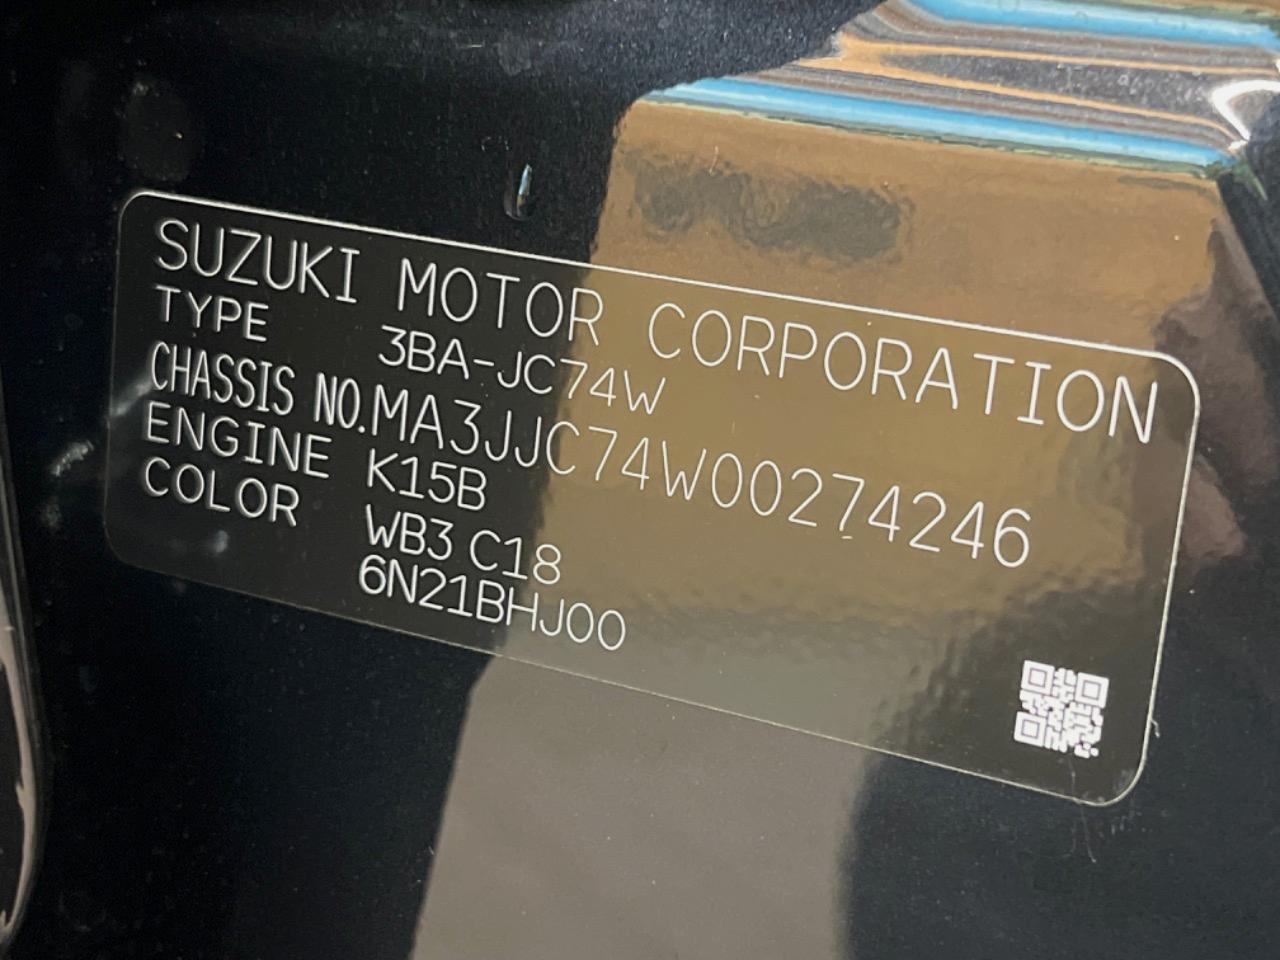 SUZUKI MOTOR CORPORATION
TYPE 3BA-JC74W
CHASSIS NO.MA3JJC74W00274246
ENGINE K15B
COLOR WB3 C18
6N21BHJ00